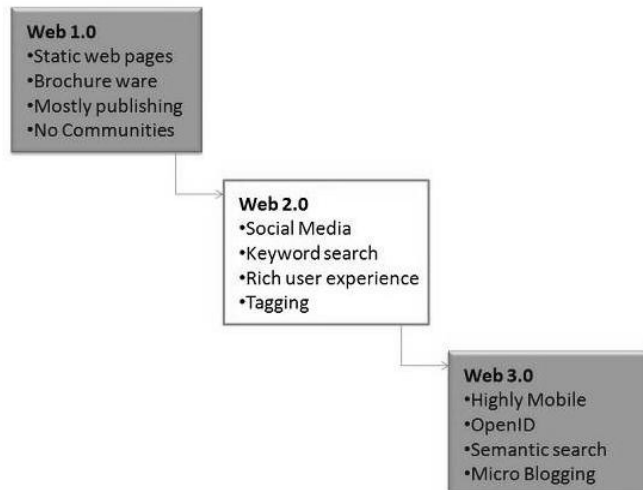 Web 1.0
•Static web pages
•Brochure ware
•Mostly publishing
•No Communities
Web 2.0
•Social Media
•Keyword search
•Rich user experience
•Tagging
Web 3.0
•Highly Mobile
•OpenID
•Semantic search
•Micro Blogging